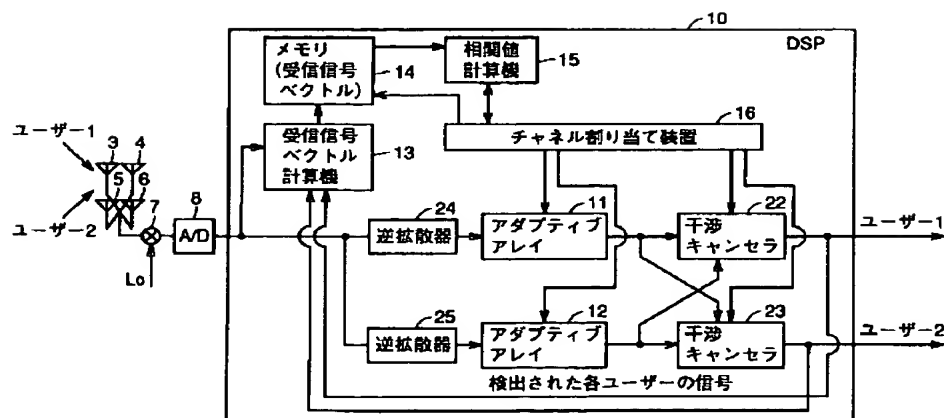 10
DSP
メモリ
(受信信号
ベクトル)
14
相関値
計算機
15
16
チャネル割り当て装置
受信信号
ベクトル
計算機
13
ユーザー1
3
4
5
6
ユーザー2
7
8
A/D
Lo
24
逆拡散器
11
アダプティブ
アレイ
22
干渉
キャンセラ
ユーザー1
25
逆拡散器
12
アダプティブ
アレイ
23
干渉
キャンセラ
ユーザー2
検出された各ユーザーの信号